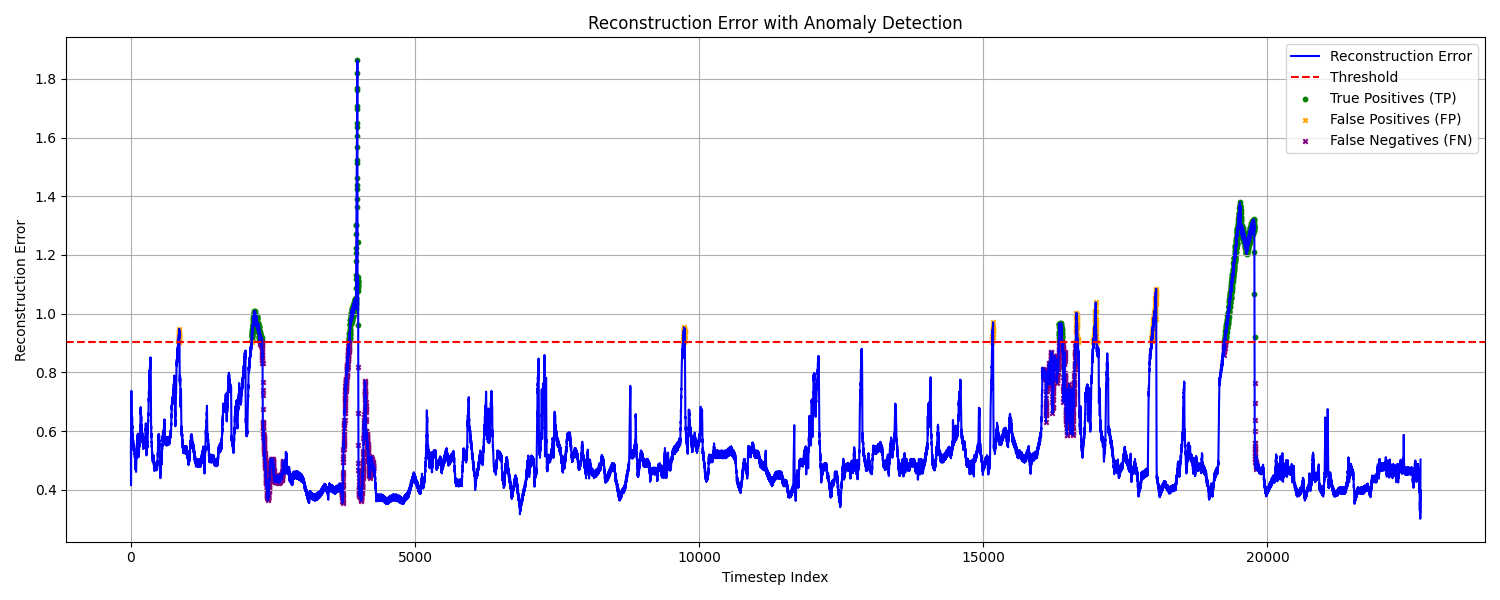 Reconstruction Error with Anomaly Detection
Reconstruction Error
Threshold
True Positives (TP)
False Positives (FP)
False Negatives (FN)
Reconstruction Error
1.8
1.6
1.4
1.2
1.0
0.8
0.6
0.4
0 5000 10000 15000 20000
Timestep Index